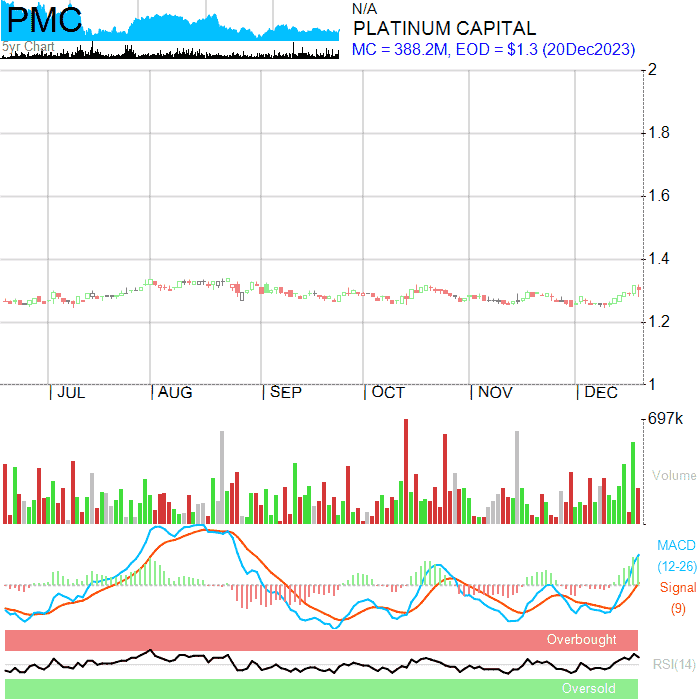 PMC
5yr Chart
N/A
PLATINUM CAPITAL
MC = 388.2M, EOD = $1.3 (20Dec2023)
2
1.8
1.6
1.4
1.2
1
JUL
AUG
SEP
OCT
NOV
DEC
697k
Volume
MACD
(12-26)
Signal
(9)
Overbought
RSI(14)
Oversold